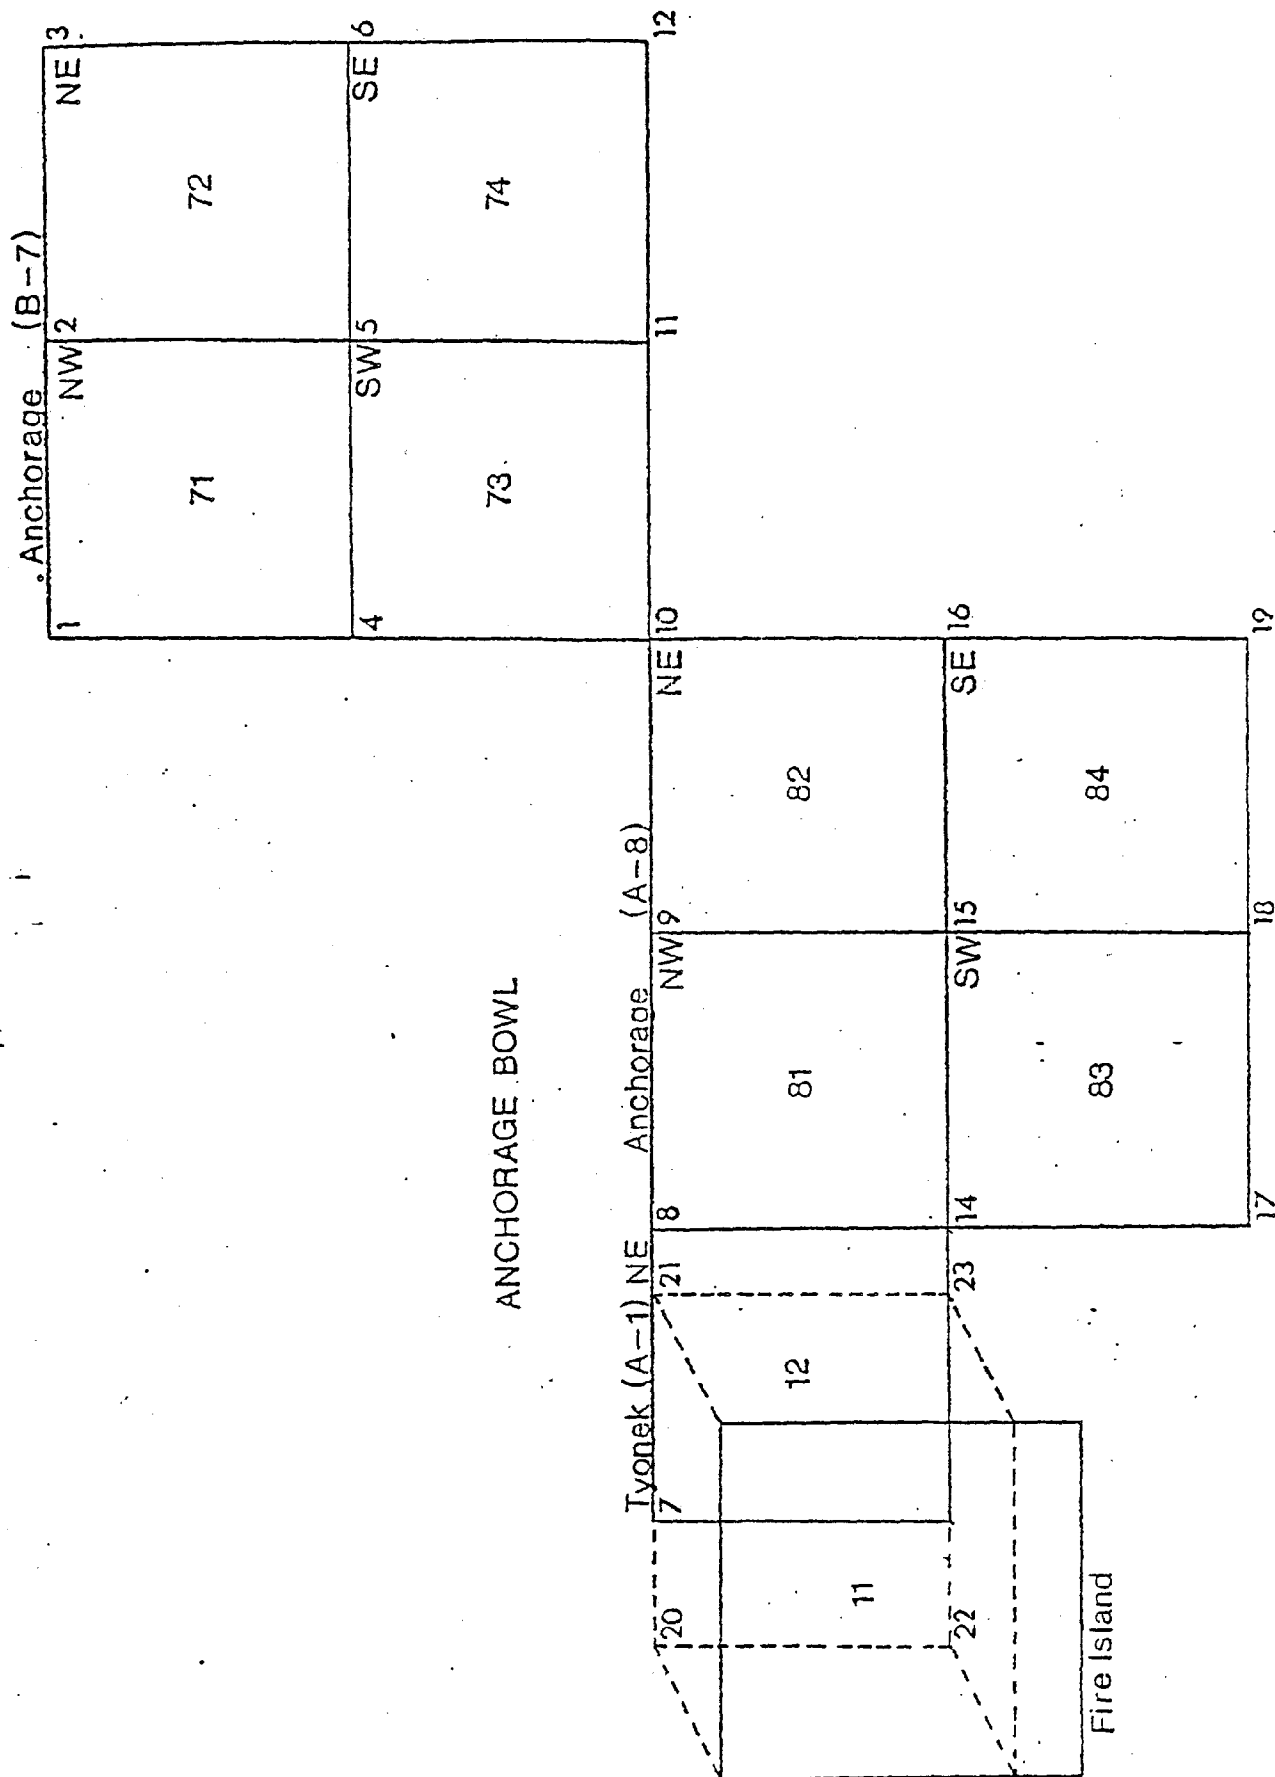 Anchorage (B-7)
1 NW 2 NE 3
71 72
4 SW 5 SE 6
73 74
ANCHORAGE BOWL
Tyonek (A-1) NE Anchorage (A-8)
20 7 21 8 NW 9 NE 10 11 12
12 81 82
11
22 23 14 SW 15 SE 16
Fire Island 83 84
17 18 19